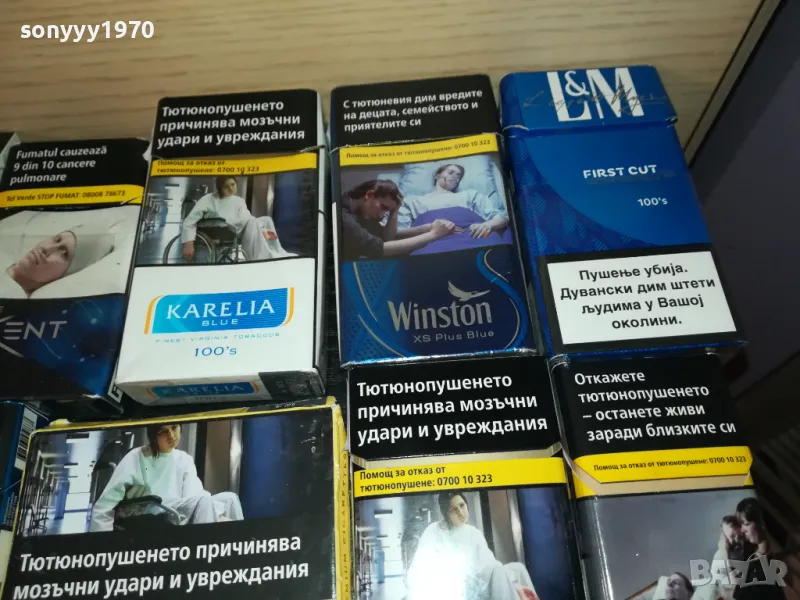 sonyyy1970
Fumatul cauzează
9 din 10 cancere
pulmonare
Tel Verde STOP FUMAT: 08008 78673
KENT
Тютюнопушенето
причинява мозъчни
удари и увреждания
Помощ за отказ от
тютюнопушене: 0700 10 323
KARELIA
BLUE
FINEST VIRGINIA TOBACCOS
100's
KARELIA
100's
С тютюневия дим вредите
на децата, семейството и
приятелите си
Помощ за отказ от тютюнопушене: 0700 10 323
Winston
XS Plus Blue
L&M
FIRST CUT
100's
Пушење убија.
Дувански дим штети
људима у Вашој
околини.
Тютюнопушенето причинява
мозъчни удари и увреждания
Тютюнопушенето
причинява мозъчни
удари и увреждания
Помощ за отказ от
тютюнопушене: 0700 10 323
Откажете
тютюнопушенето
– останете живи
заради близките си
Помощ за отказ от тютюнопушене: 0700 10 323
BAZAR